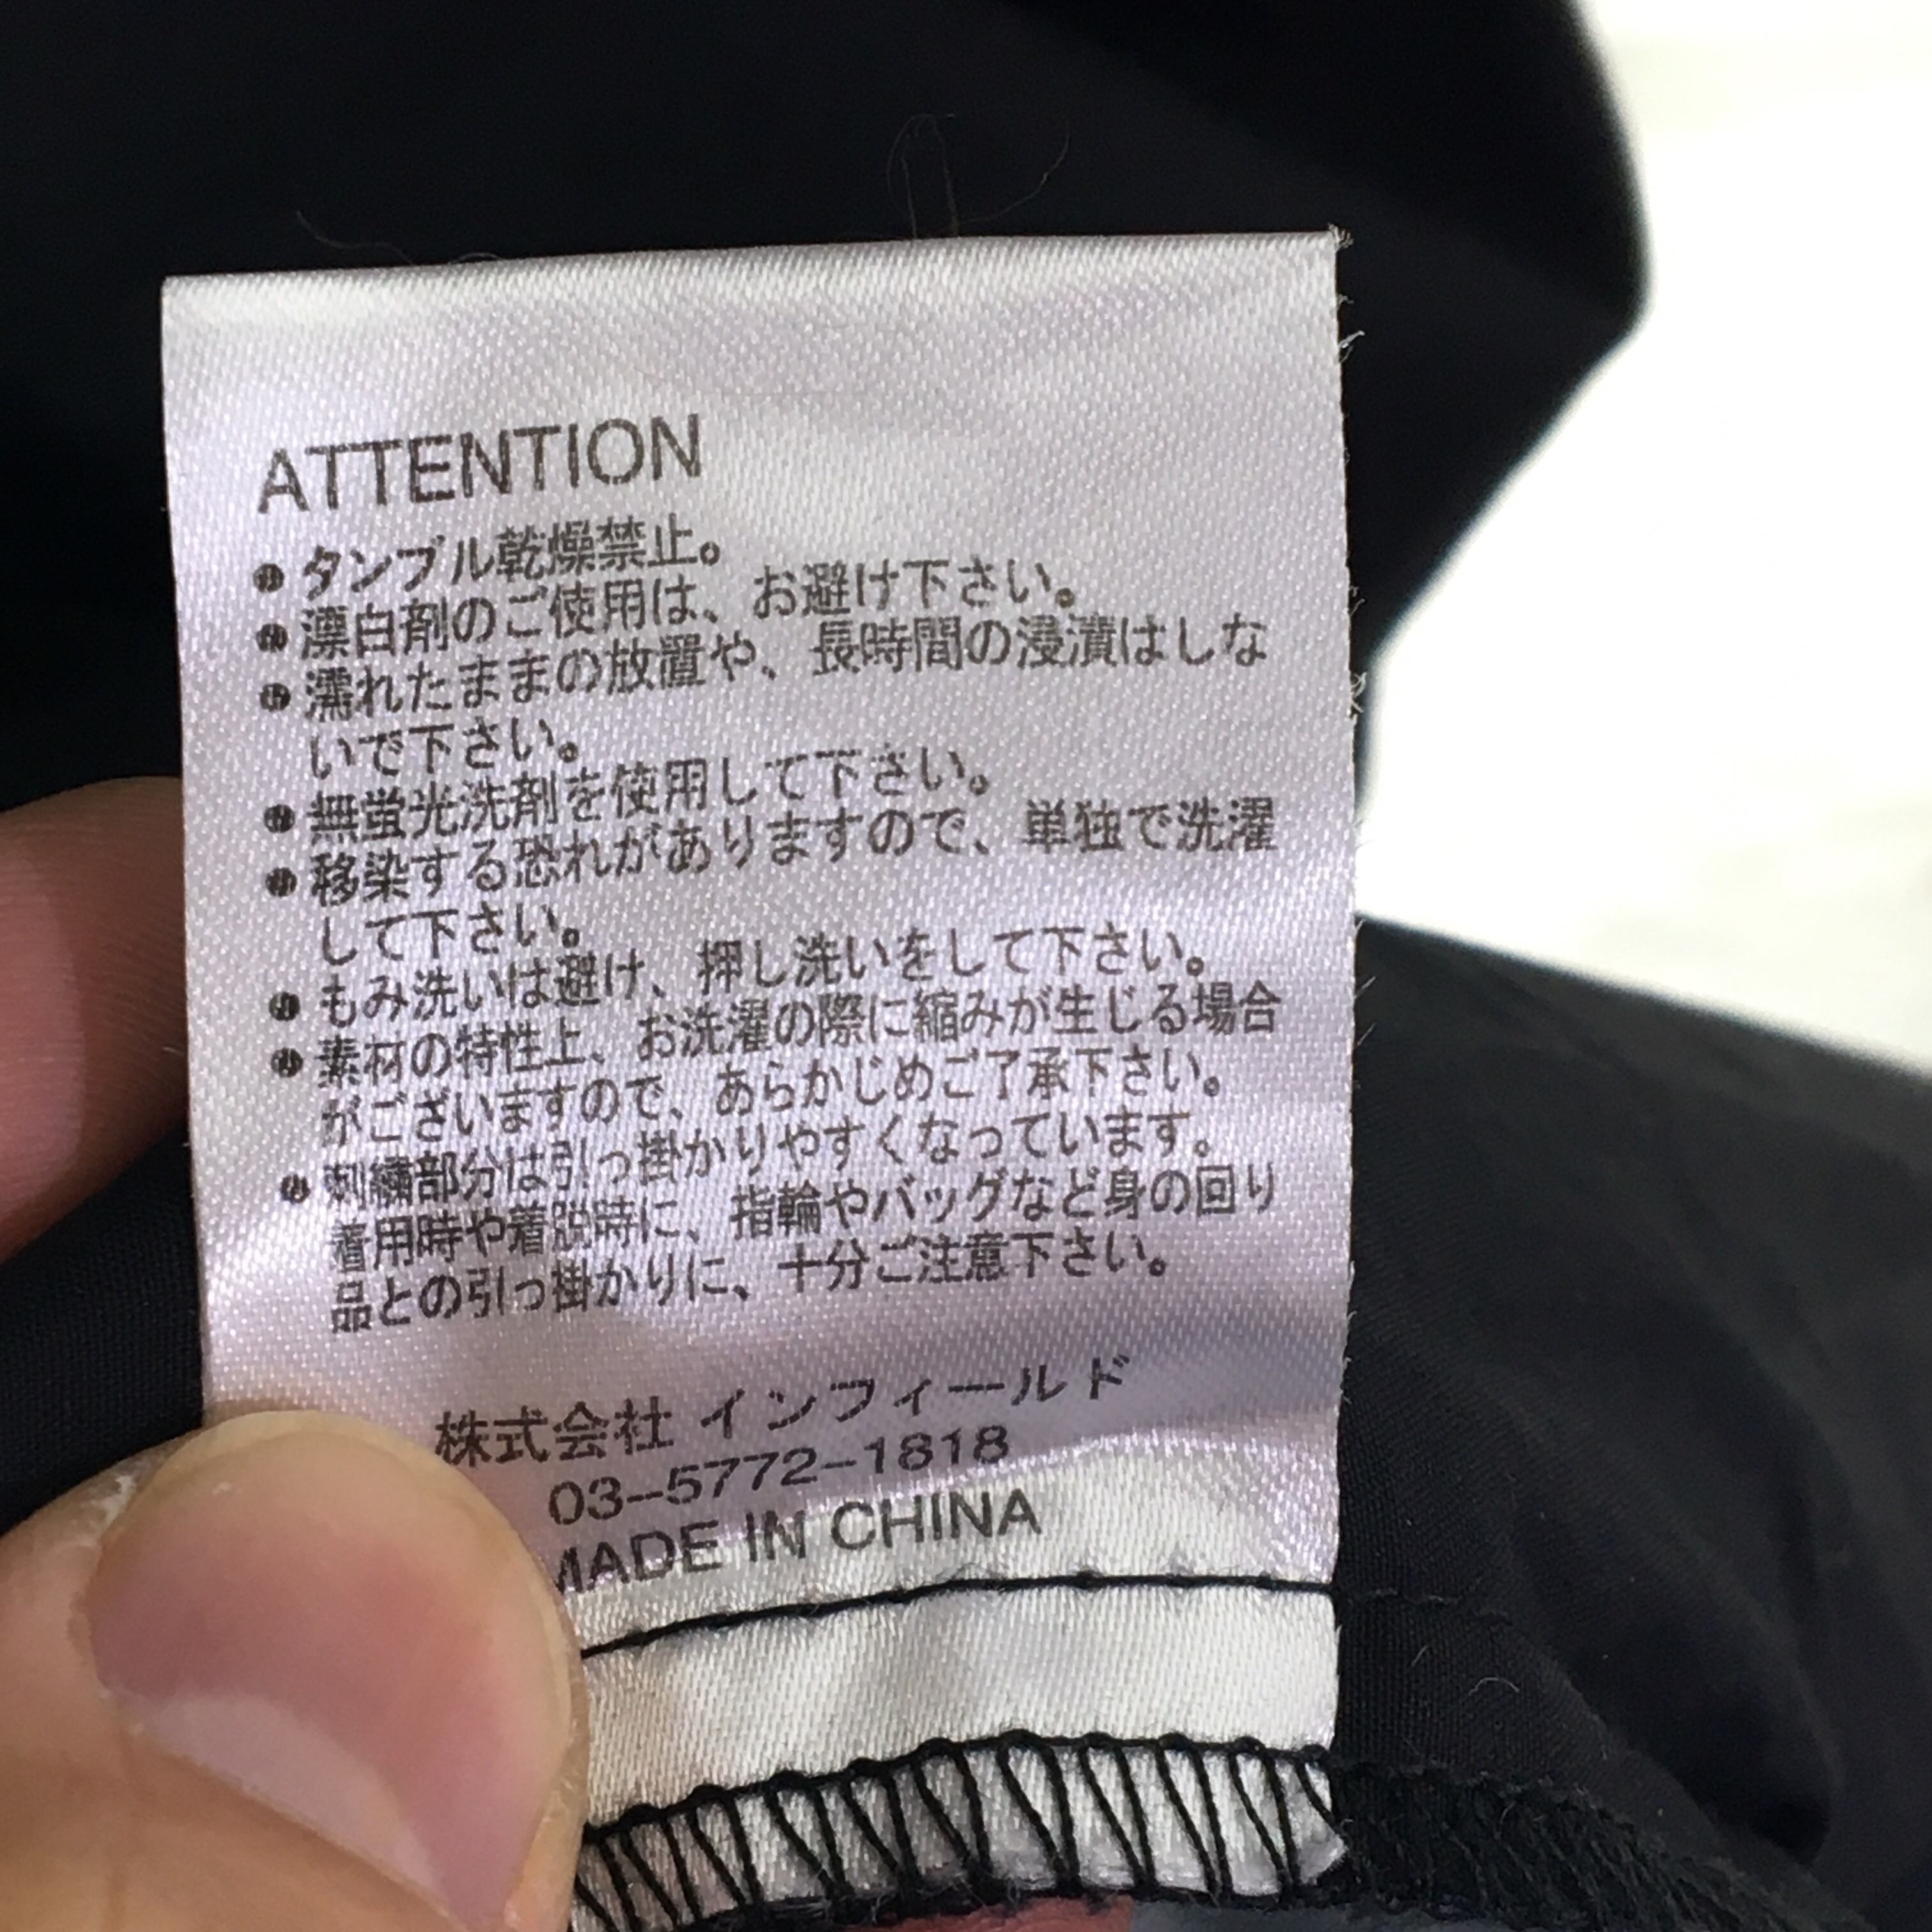 ATTENTION
●タンブル乾燥禁止。
●漂白剤のご使用は、お避け下さい。
●濡れたままの放置や、長時間の浸漬はしな
いで下さい。
●無蛍光洗剤を使用して下さい。
●移染する恐れがありますので、単独で洗濯
して下さい。
●もみ洗いは避け、押し洗いをして下さい。
●素材の特性上、お洗濯の際に縮みが生じる場合
がございますので、あらかじめご了承下さい。
●刺繍部分は引っ掛かりやすくなっています。
着用時や着脱時に、指輪やバッグなど身の回り
品との引っ掛かりに、十分ご注意下さい。
株式会社 インフィールド
03-5772-1818
MADE IN CHINA